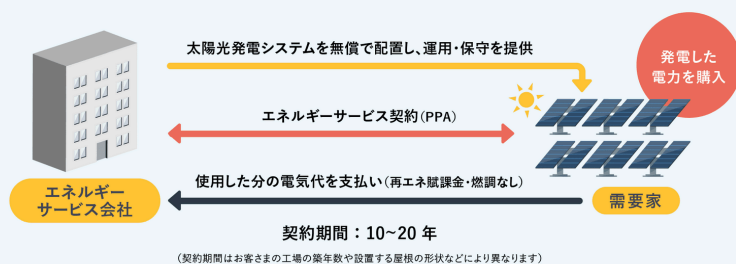 太陽光発電システムを無償で配置し、運用・保守を提供
発電した
電力を購入
エネルギーサービス契約(PPA)
使用した分の電気代を支払い(再エネ賦課金・燃調なし)
エネルギー
サービス会社
需要家
契約期間：10~20 年
(契約期間はお客さまの工場の築年数や設置する屋根の形状などにより異なります)